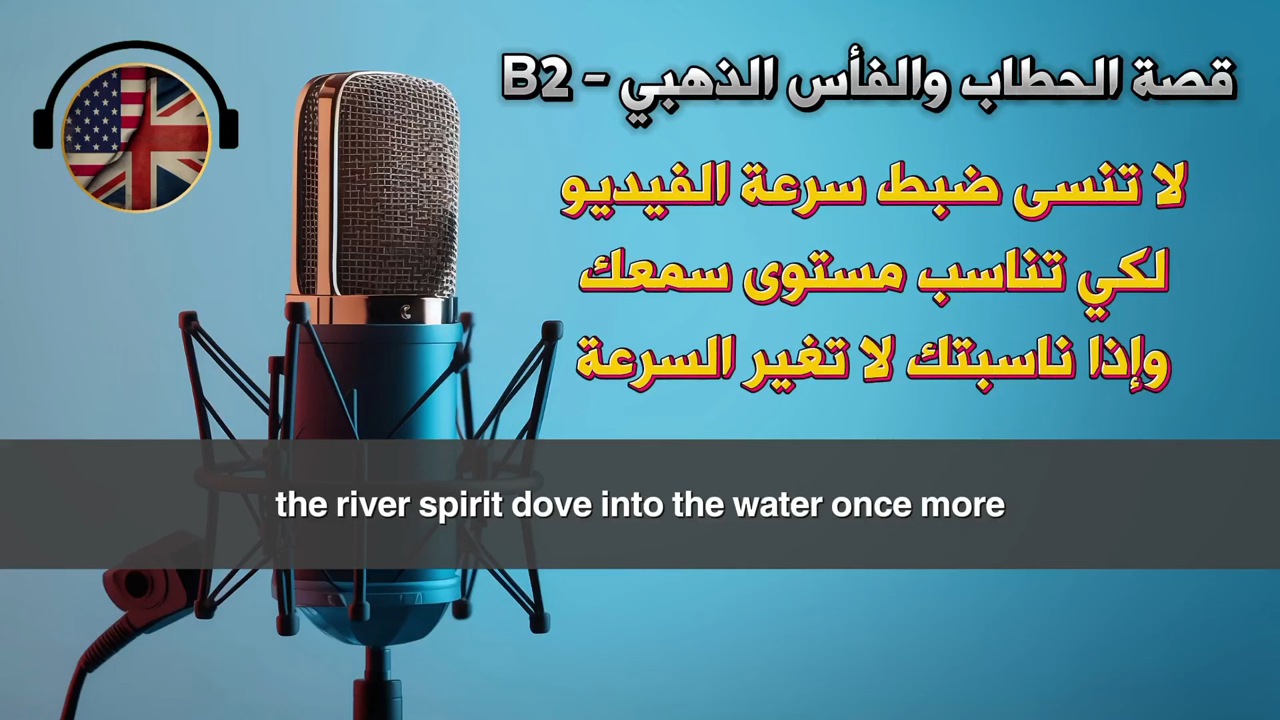 قصة الحطاب والفأس الذهبي - B2
لا تنسى ضبط سرعة الفيديو
لكي تناسب مستوى سمعك
وإذا ناسبتك لا تغير السرعة
the river spirit dove into the water once more